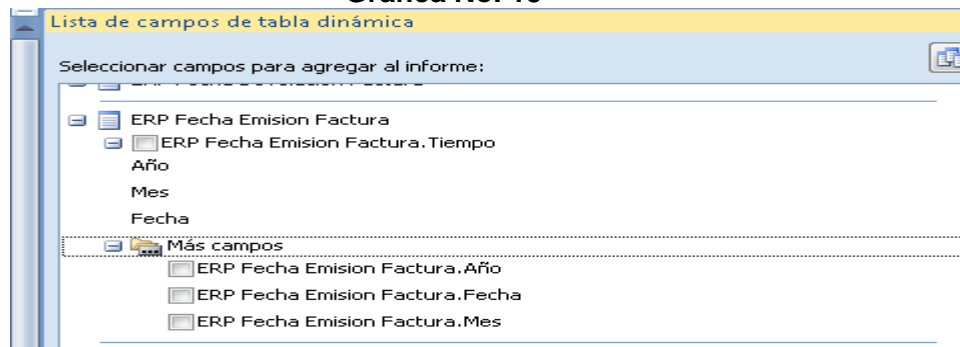 Lista de campos de tabla dinámica
Seleccionar campos para agregar al informe:
ERP Fecha Emision Factura
ERP Fecha Emision Factura.Tiempo
Año
Mes
Fecha
Más campos
ERP Fecha Emision Factura.Año
ERP Fecha Emision Factura.Fecha
ERP Fecha Emision Factura.Mes